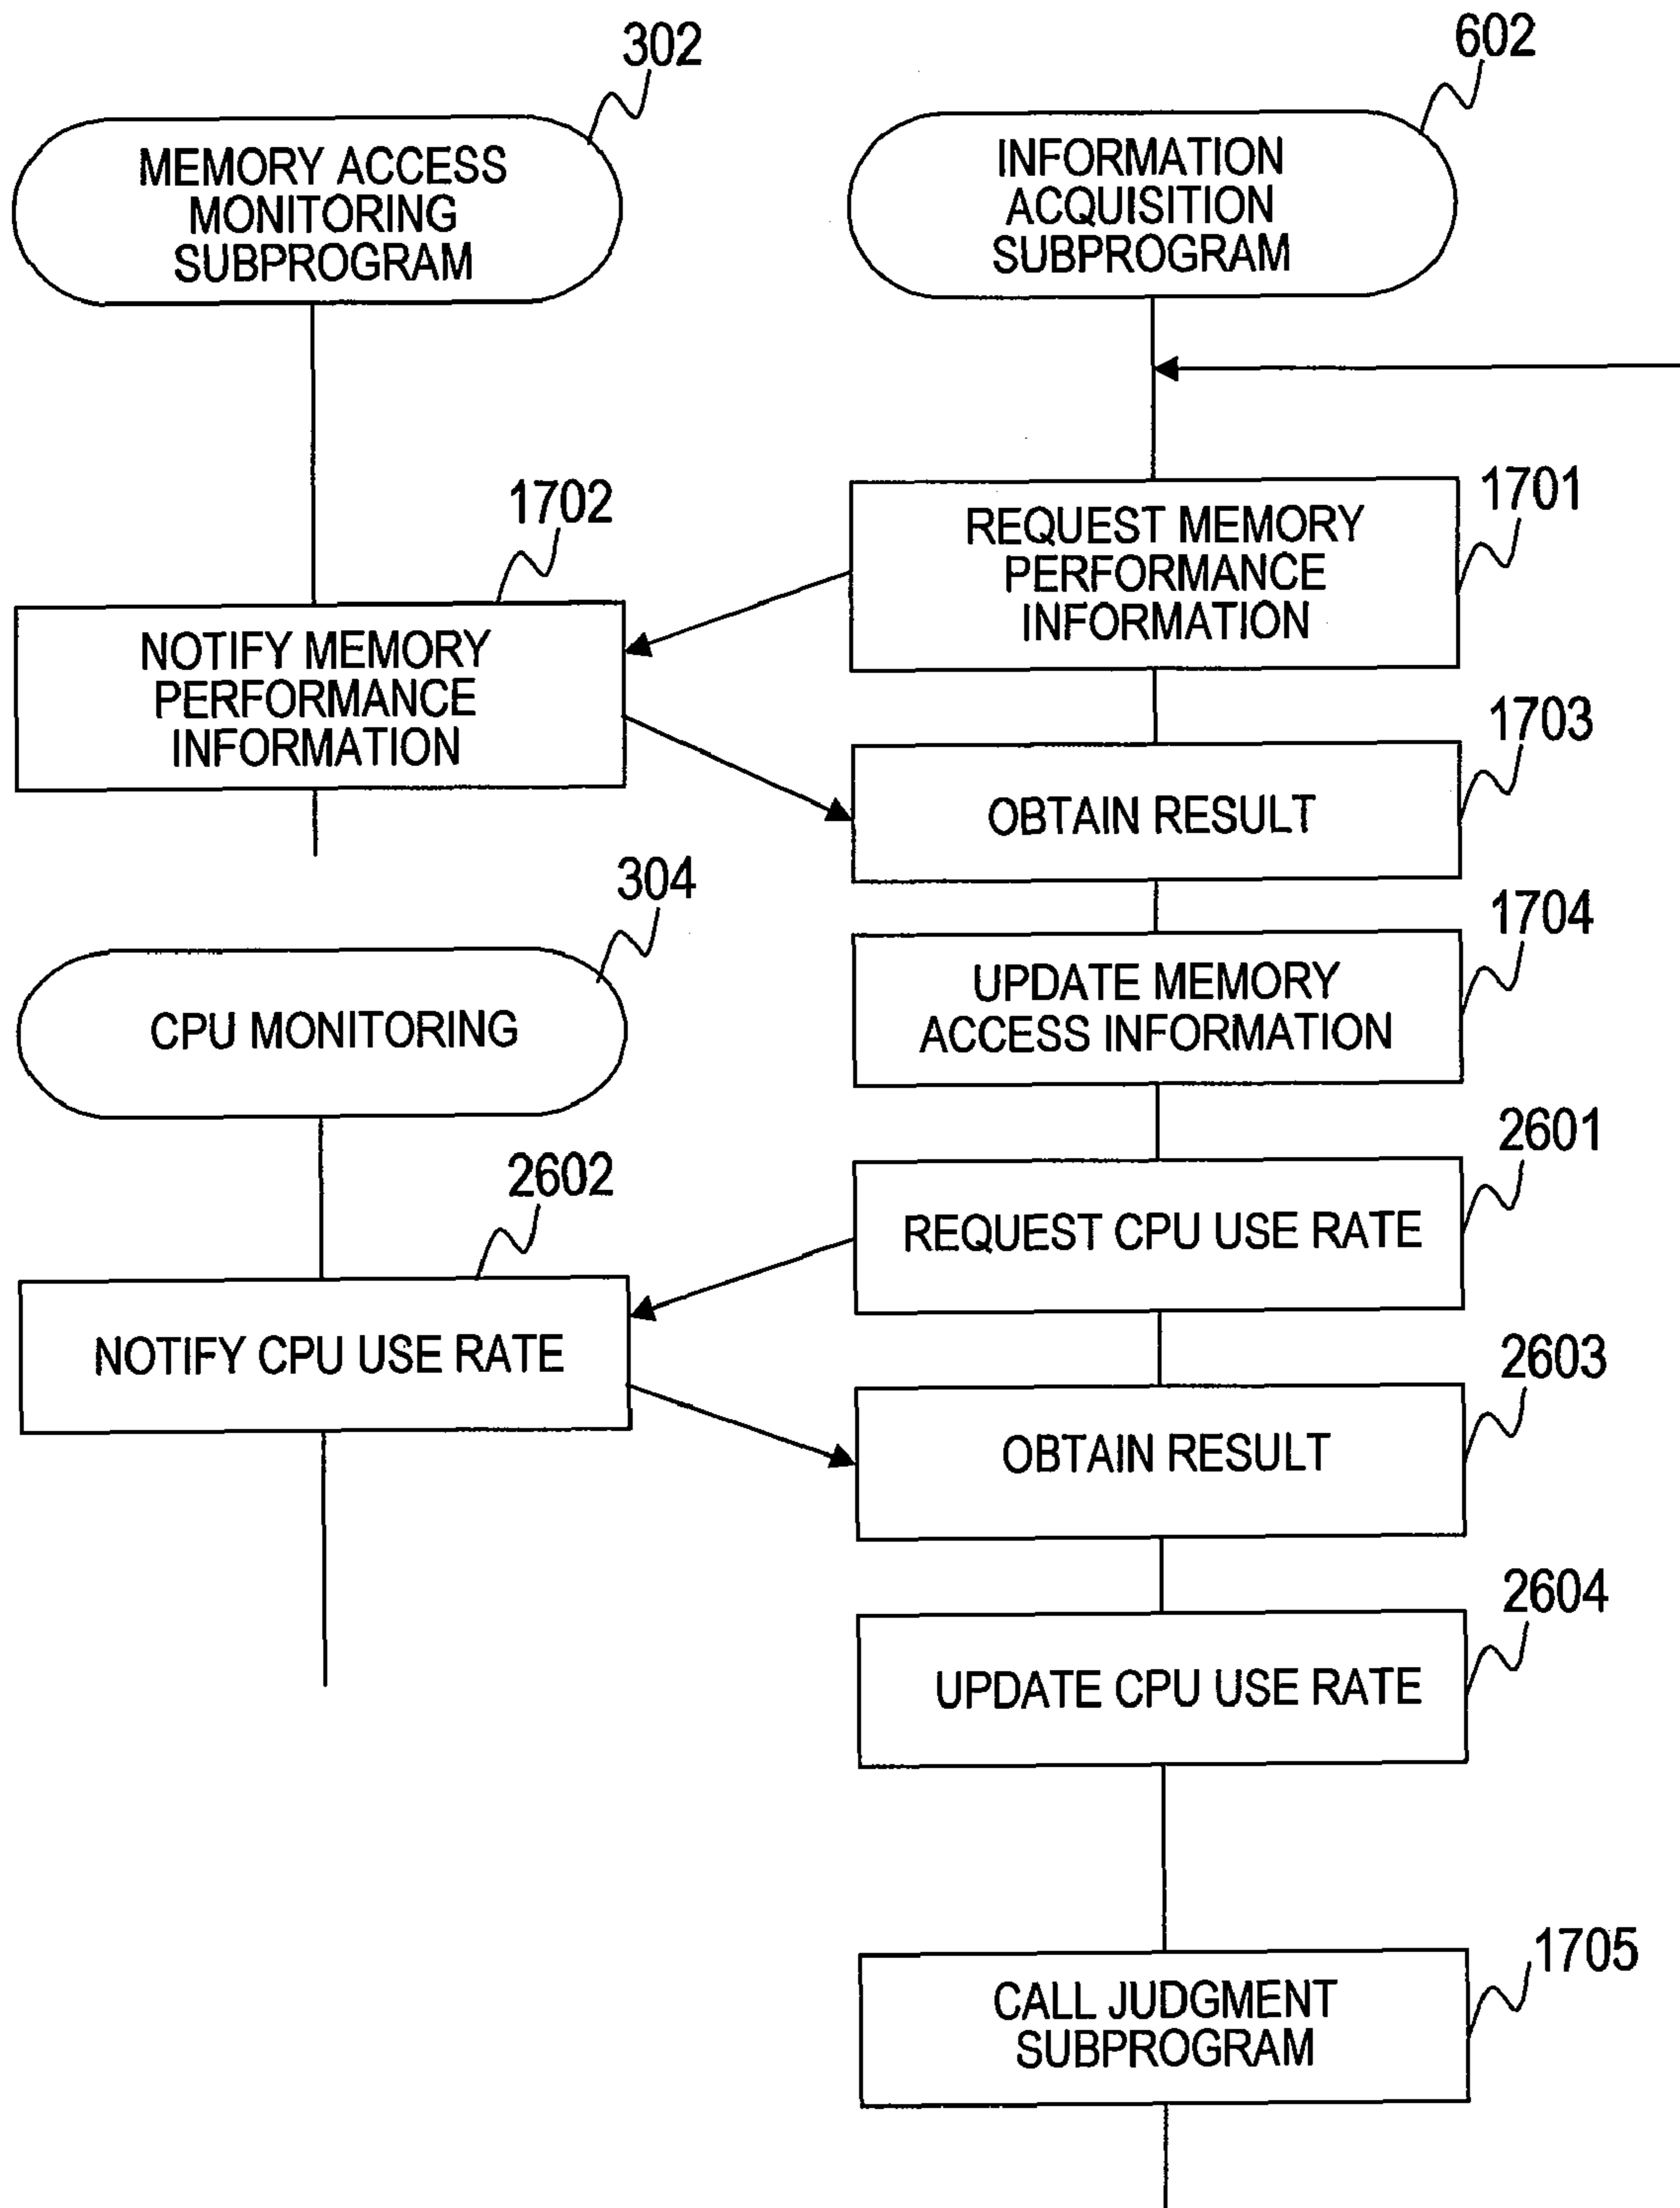 302
MEMORY ACCESS
MONITORING
SUBPROGRAM
602
INFORMATION
ACQUISITION
SUBPROGRAM
1701
REQUEST MEMORY
PERFORMANCE
INFORMATION
1702
NOTIFY MEMORY
PERFORMANCE
INFORMATION
1703
OBTAIN RESULT
1704
UPDATE MEMORY
ACCESS INFORMATION
304
CPU MONITORING
2601
REQUEST CPU USE RATE
2602
NOTIFY CPU USE RATE
2603
OBTAIN RESULT
2604
UPDATE CPU USE RATE
1705
CALL JUDGMENT
SUBPROGRAM